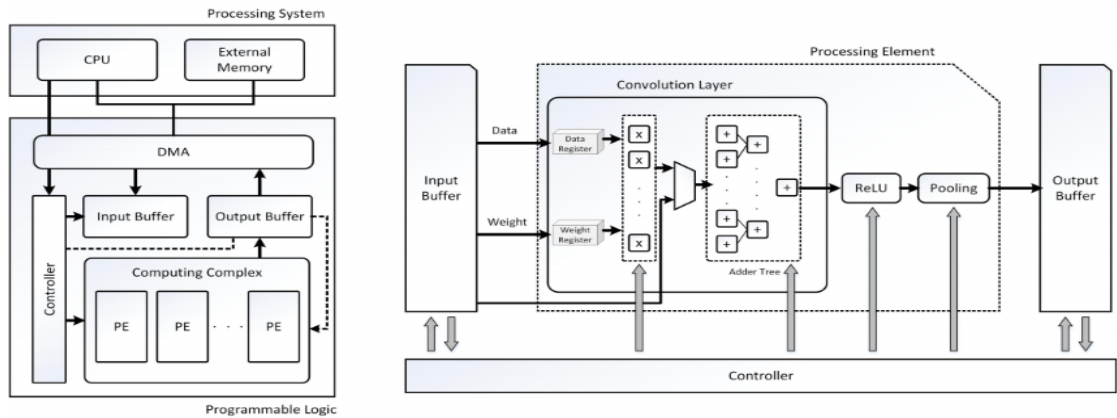 Processing System
CPU
External
Memory
DMA
Input Buffer
Output Buffer
Controller
Computing Complex
PE
PE
. . .
PE
Programmable Logic
Processing Element
Convolution Layer
Input
Buffer
Data
Data
Register
Weight
Weight
Register
x
x
.
.
.
x
+
+
+
. .
. .
. .
+
+
+
+
Adder Tree
ReLU
Pooling
Output
Buffer
Controller